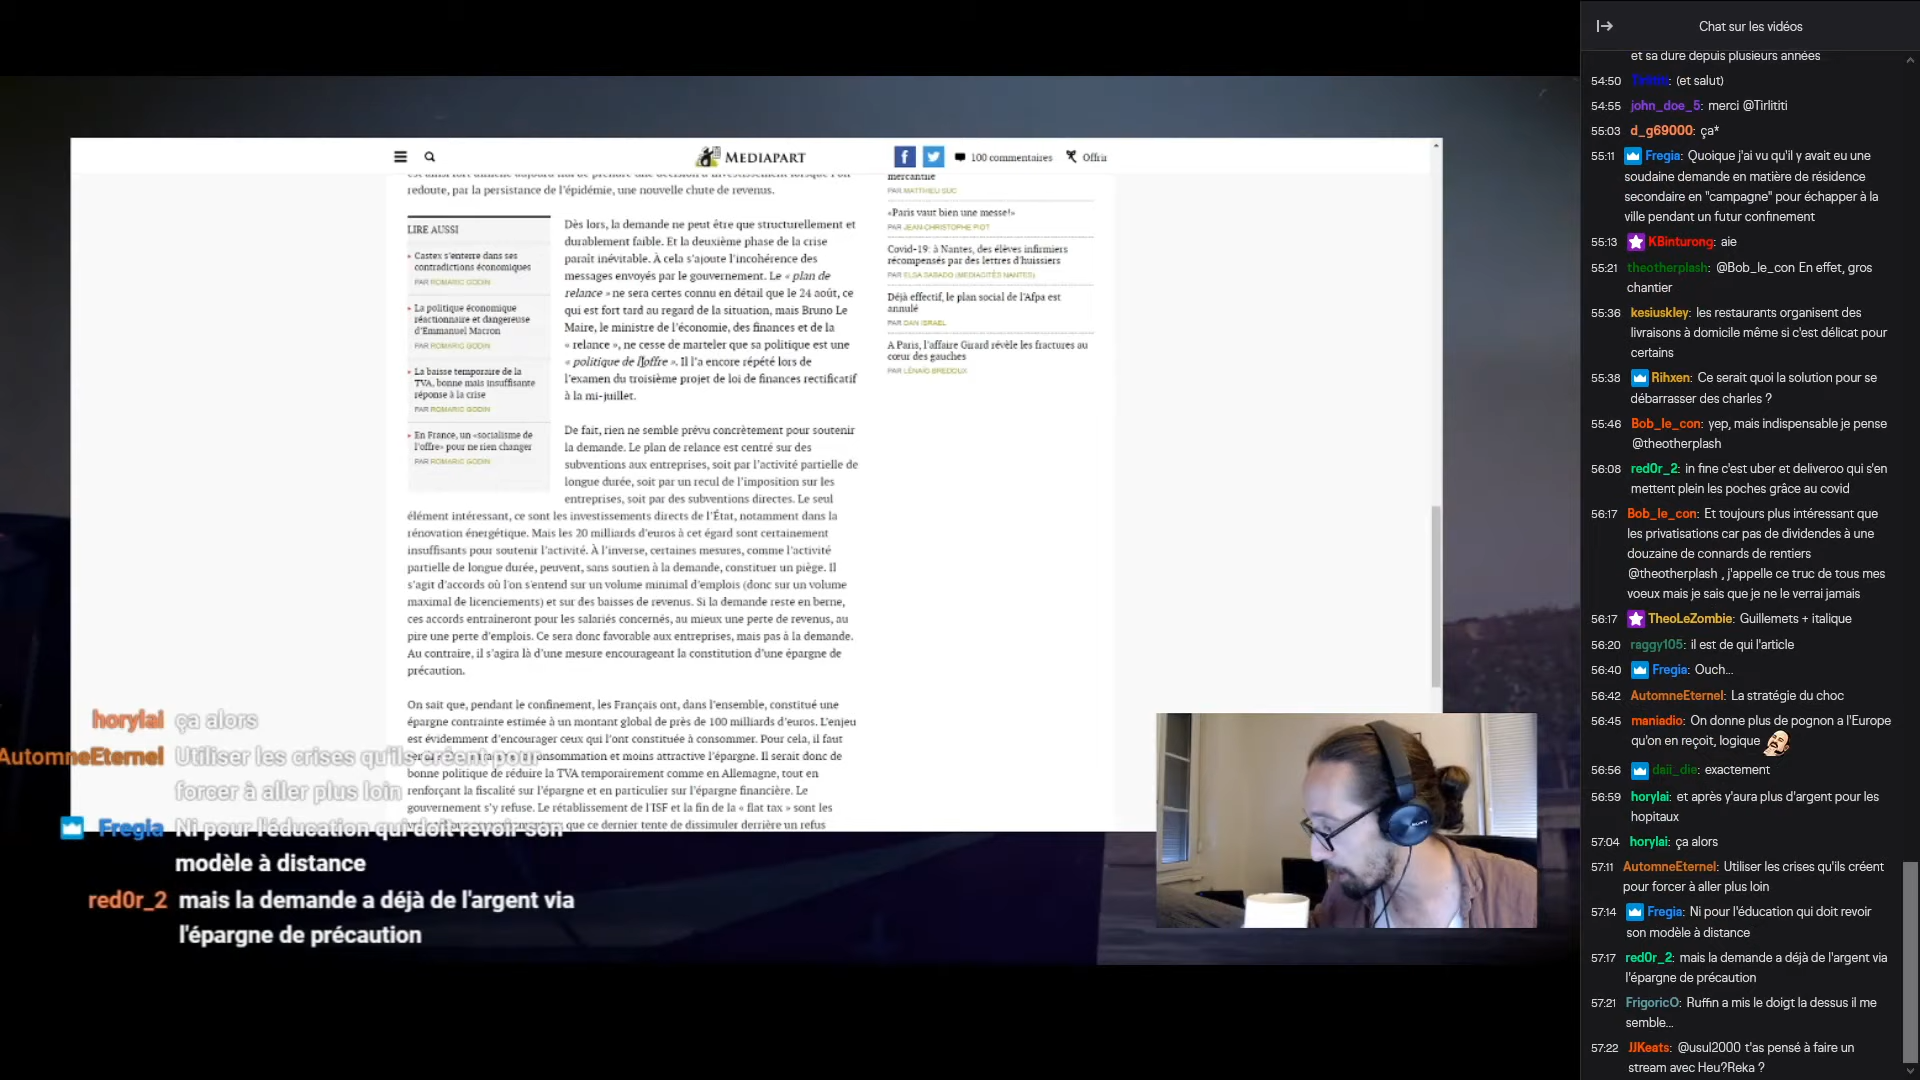 MEDIAPART
100 commentaires
Offrir
redoute, par la persistance de l'épidémie, une nouvelle chute de revenus.
LIRE AUSSI
Castex s'enterre dans ses
contradictions économiques
PAR ROMARIC GODIN
La politique économique
réactionnaire et dangereuse
d'Emmanuel Macron
PAR ROMARIC GODIN
La baisse temporaire de la
TVA, bonne mais insuffisante
réponse à la crise
PAR ROMARIC GODIN
En France, un «socialisme de
l'offre» pour ne rien changer
PAR ROMARIC GODIN
Dès lors, la demande ne peut être que structurellement et
durablement faible. Et la deuxième phase de la crise
paraît inévitable. À cela s'ajoute l'incohérence des
messages envoyés par le gouvernement. Le « plan de
relance » ne sera certes connu en détail que le 24 août, ce
qui est fort tard au regard de la situation, mais Bruno Le
Maire, le ministre de l'économie, des finances et de la
« relance », ne cesse de marteler que sa politique est une
« politique de l'offre ». Il l'a encore répété lors de
l'examen du troisième projet de loi de finances rectificatif
à la mi-juillet.
De fait, rien ne semble prévu concrètement pour soutenir
la demande. Le plan de relance est centré sur des
subventions aux entreprises, soit par l'activité partielle de
longue durée, soit par un recul de l'imposition sur les
entreprises, soit par des subventions directes. Le seul
élément intéressant, ce sont les investissements directs de l'État, notamment dans la
rénovation énergétique. Mais les 20 milliards d'euros à cet égard sont certainement
insuffisants pour soutenir l'activité. À l'inverse, certaines mesures, comme l'activité
partielle de longue durée, peuvent, sans soutien à la demande, constituer un piège. Il
s'agit d'accords où l'on s'entend sur un volume minimal d'emplois (donc sur un volume
maximal de licenciements) et sur des baisses de revenus. Si la demande reste en berne,
ces accords entraîneront pour les salariés concernés, au mieux une perte de revenus, au
pire une perte d'emplois. Ce sera donc favorable aux entreprises, mais pas à la demande.
Au contraire, il s'agira là d'une mesure encourageant la constitution d'une épargne de
précaution.
On sait que, pendant le confinement, les Français ont, dans l'ensemble, constitué une
épargne contrainte estimée à un montant global de près de 100 milliards d'euros. L'enjeu
est évidemment d'encourager ceux qui l'ont constituée à consommer. Pour cela, il faut
consommation et moins attractive l'épargne. Il serait donc de
bonne politique de réduire la TVA temporairement comme en Allemagne, tout en
renforçant la fiscalité sur l'épargne et en particulier sur l'épargne financière. Le
gouvernement s'y refuse. Le rétablissement de l'ISF et la fin de la « flat tax » sont les
que ce dernier tente de dissimuler derrière un refus
mercantile
PAR MATTHIEU SUC
«Paris vaut bien une messe!»
PAR JEAN-CHRISTOPHE PIOT
Covid-19: à Nantes, des élèves infirmiers
récompensés par des lettres d'huissiers
PAR ELSA SABADO (MEDIACITÉS NANTES)
Déjà effectif, le plan social de l'Afpa est
annulé
PAR DAN ISRAEL
A Paris, l'affaire Girard révèle les fractures au
cœur des gauches
PAR LÉNAÏG BREDOUX
horylai ça alors
AutomneEternel Utiliser les crises qu'ils créent pour
forcer à aller plus loin
Fregia Ni pour l'éducation qui doit revoir son
modèle à distance
red0r_2 mais la demande a déjà de l'argent via
l'épargne de précaution
SONY
Chat sur les vidéos
et sa dure depuis plusieurs années
54:50 Tirlititi: (et salut)
54:55 john_doe_5: merci @Tirlititi
55:03 d_g69000: ça*
55:11 Fregia: Quoique j'ai vu qu'il y avait eu une
soudaine demande en matière de résidence
secondaire en "campagne" pour échapper à la
ville pendant un futur confinement
55:13 KBinturong: aie
55:21 theotherplash: @Bob_le_con En effet, gros
chantier
55:36 kesiuskley: les restaurants organisent des
livraisons à domicile même si c'est délicat pour
certains
55:38 Rihxen: Ce serait quoi la solution pour se
débarrasser des charles ?
55:46 Bob_le_con: yep, mais indispensable je pense
@theotherplash
56:08 red0r_2: in fine c'est uber et deliveroo qui s'en
mettent plein les poches grâce au covid
56:17 Bob_le_con: Et toujours plus intéressant que
les privatisations car pas de dividendes à une
douzaine de connards de rentiers
@theotherplash , j'appelle ce truc de tous mes
voeux mais je sais que je ne le verrai jamais
56:17 TheoLeZombie: Guillemets + italique
56:20 raggy105: il est de qui l'article
56:40 Fregia: Ouch...
56:42 AutomneEternel: La stratégie du choc
56:45 maniadio: On donne plus de pognon a l'Europe
qu'on en reçoit, logique
56:56 daii_die: exactement
56:59 horylai: et après y'aura plus d'argent pour les
hopitaux
57:04 horylai: ça alors
57:11 AutomneEternel: Utiliser les crises qu'ils créent
pour forcer à aller plus loin
57:14 Fregia: Ni pour l'éducation qui doit revoir
son modèle à distance
57:17 red0r_2: mais la demande a déjà de l'argent via
l'épargne de précaution
57:21 FrigoricO: Ruffin a mis le doigt la dessus il me
semble...
57:22 JJKeats: @usul2000 t'as pensé à faire un
stream avec Heu?Reka ?